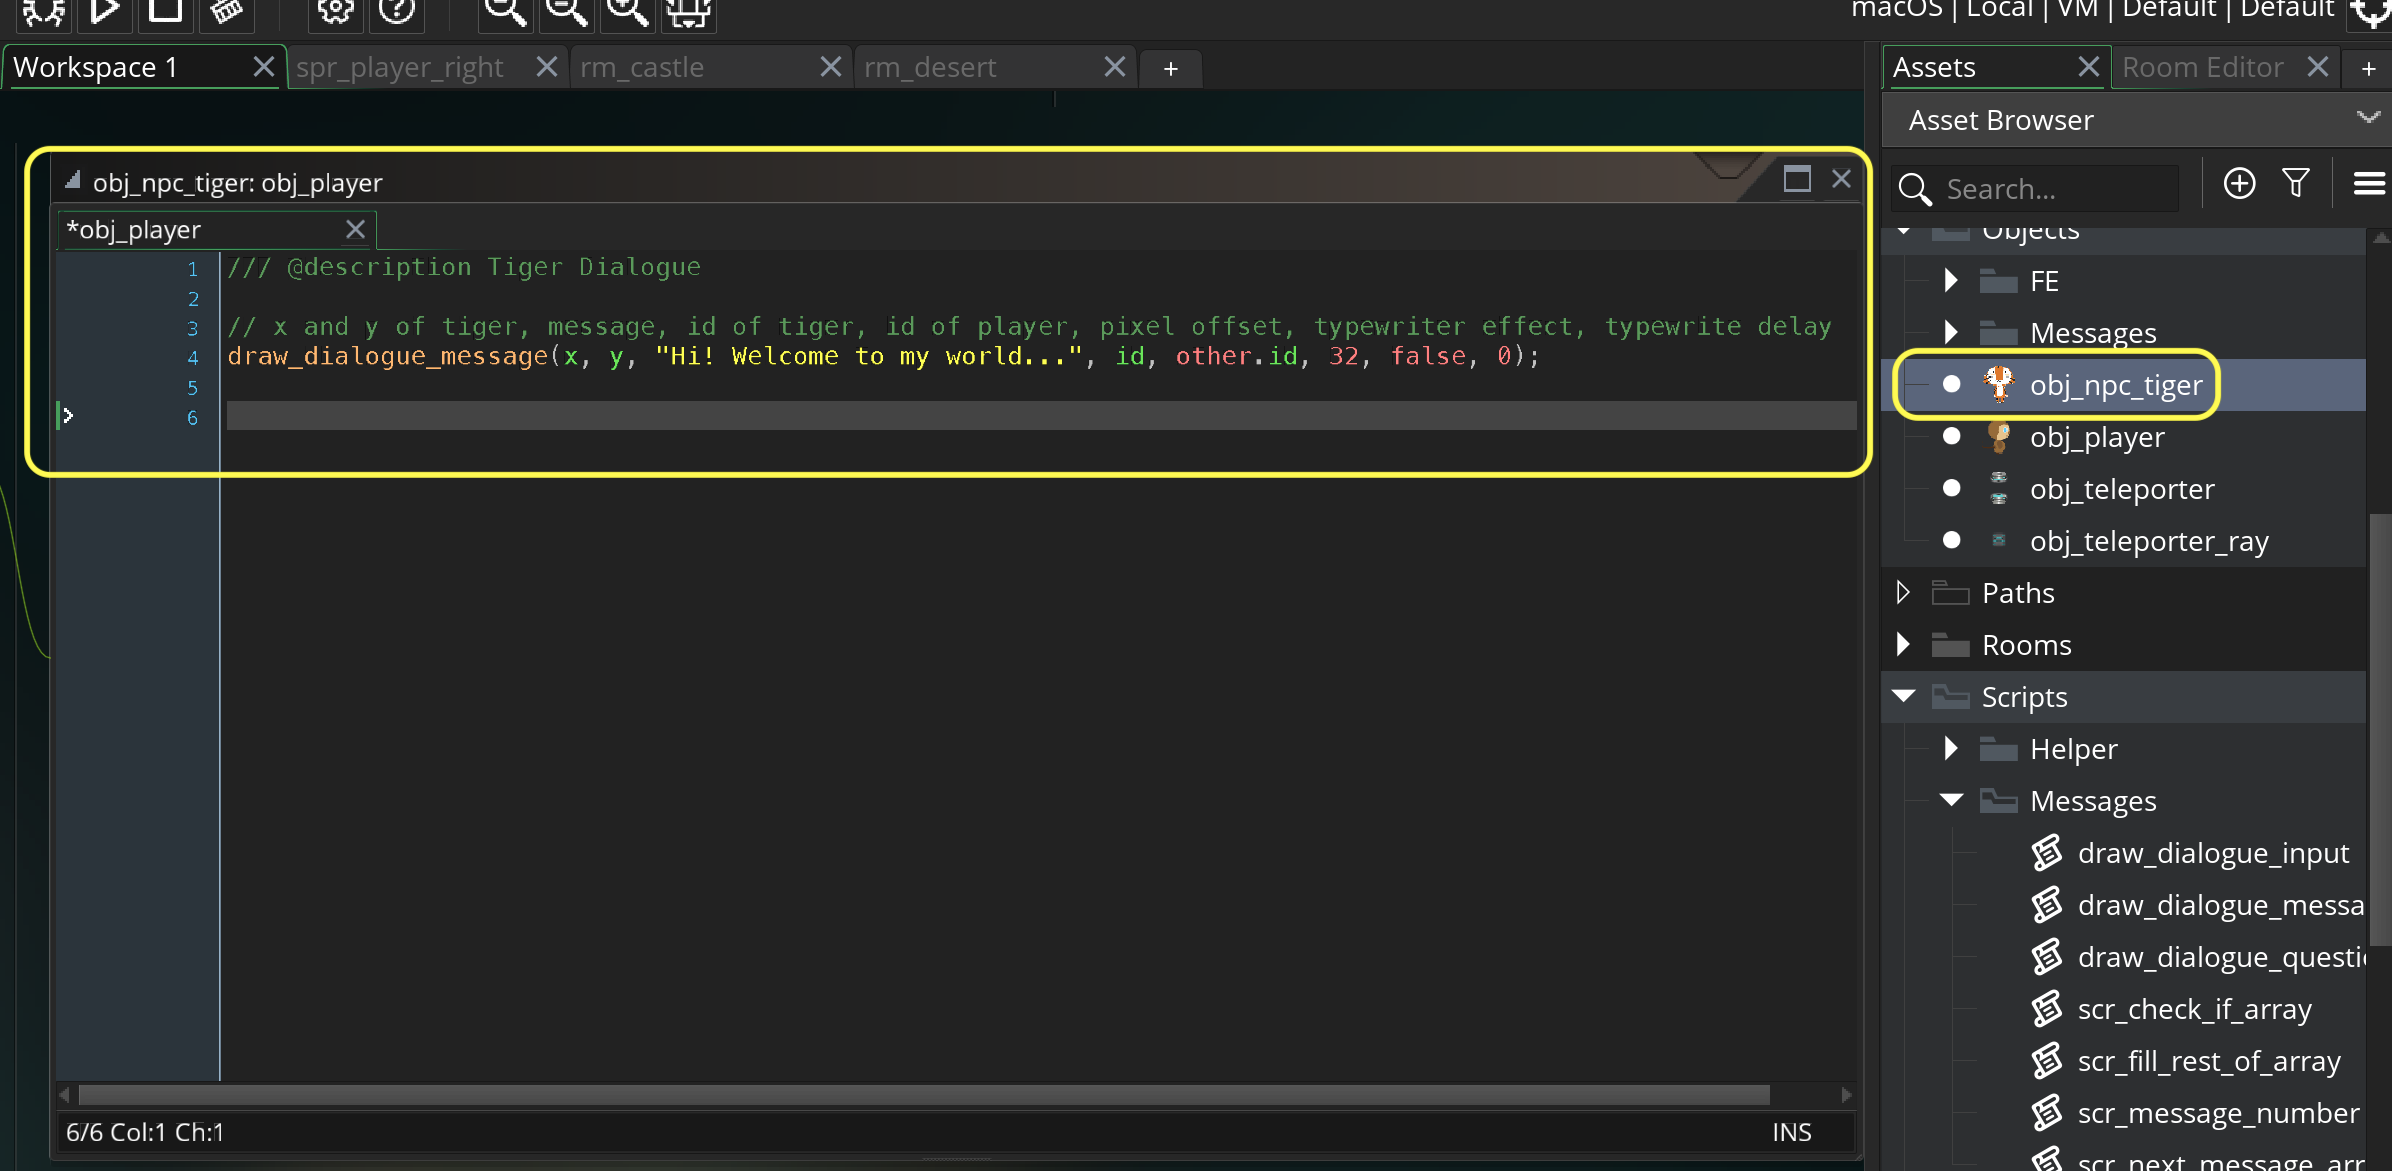 macOS | Local | VM | Default | Default
Workspace 1
spr_player_right
rm_castle
rm_desert
+
Assets
Room Editor
+
Asset Browser
Search...
obj_npc_tiger: obj_player
*obj_player
1 /// @description Tiger Dialogue
2
3 // x and y of tiger, message, id of tiger, id of player, pixel offset, typewriter effect, typewrite delay
4 draw_dialogue_message(x, y, "Hi! Welcome to my world...", id, other.id, 32, false, 0);
5
6
6/6 Col:1 Ch:1
INS
Objects
FE
Messages
obj_npc_tiger
obj_player
obj_teleporter
obj_teleporter_ray
Paths
Rooms
Scripts
Helper
Messages
draw_dialogue_input
draw_dialogue_messa
draw_dialogue_questi
scr_check_if_array
scr_fill_rest_of_array
scr_message_number
scr_next_message_arr